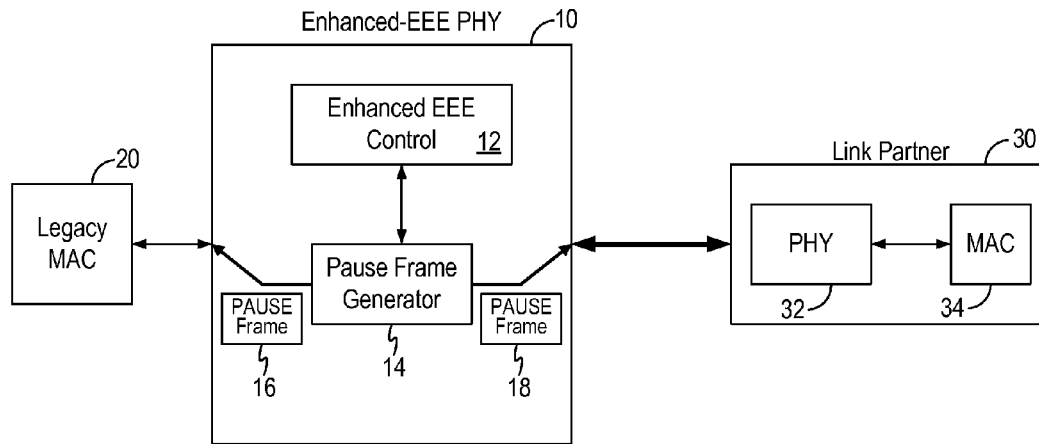 Enhanced-EEE PHY
10
Enhanced EEE
Control 12
20
Legacy
MAC
Pause Frame
Generator
PAUSE
Frame
16
14
PAUSE
Frame
18
Link Partner
30
PHY
MAC
32
34